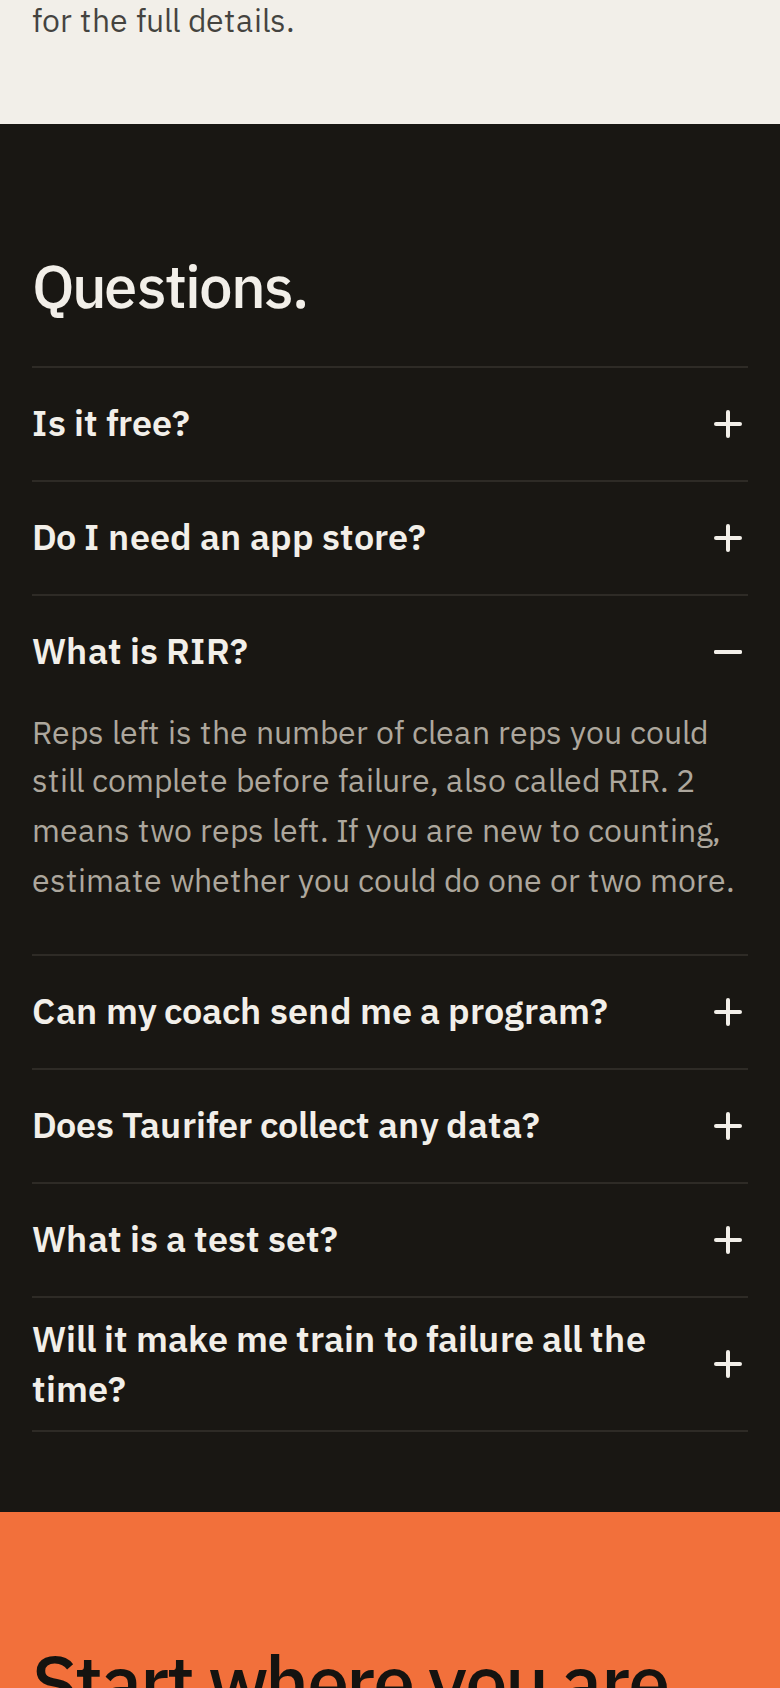 for the full details.
Questions.
Is it free?
Do I need an app store?
What is RIR?
Reps left is the number of clean reps you could
still complete before failure, also called RIR. 2
means two reps left. If you are new to counting,
estimate whether you could do one or two more.
Can my coach send me a program?
Does Taurifer collect any data?
What is a test set?
Will it make me train to failure all the
time?
Start where you are